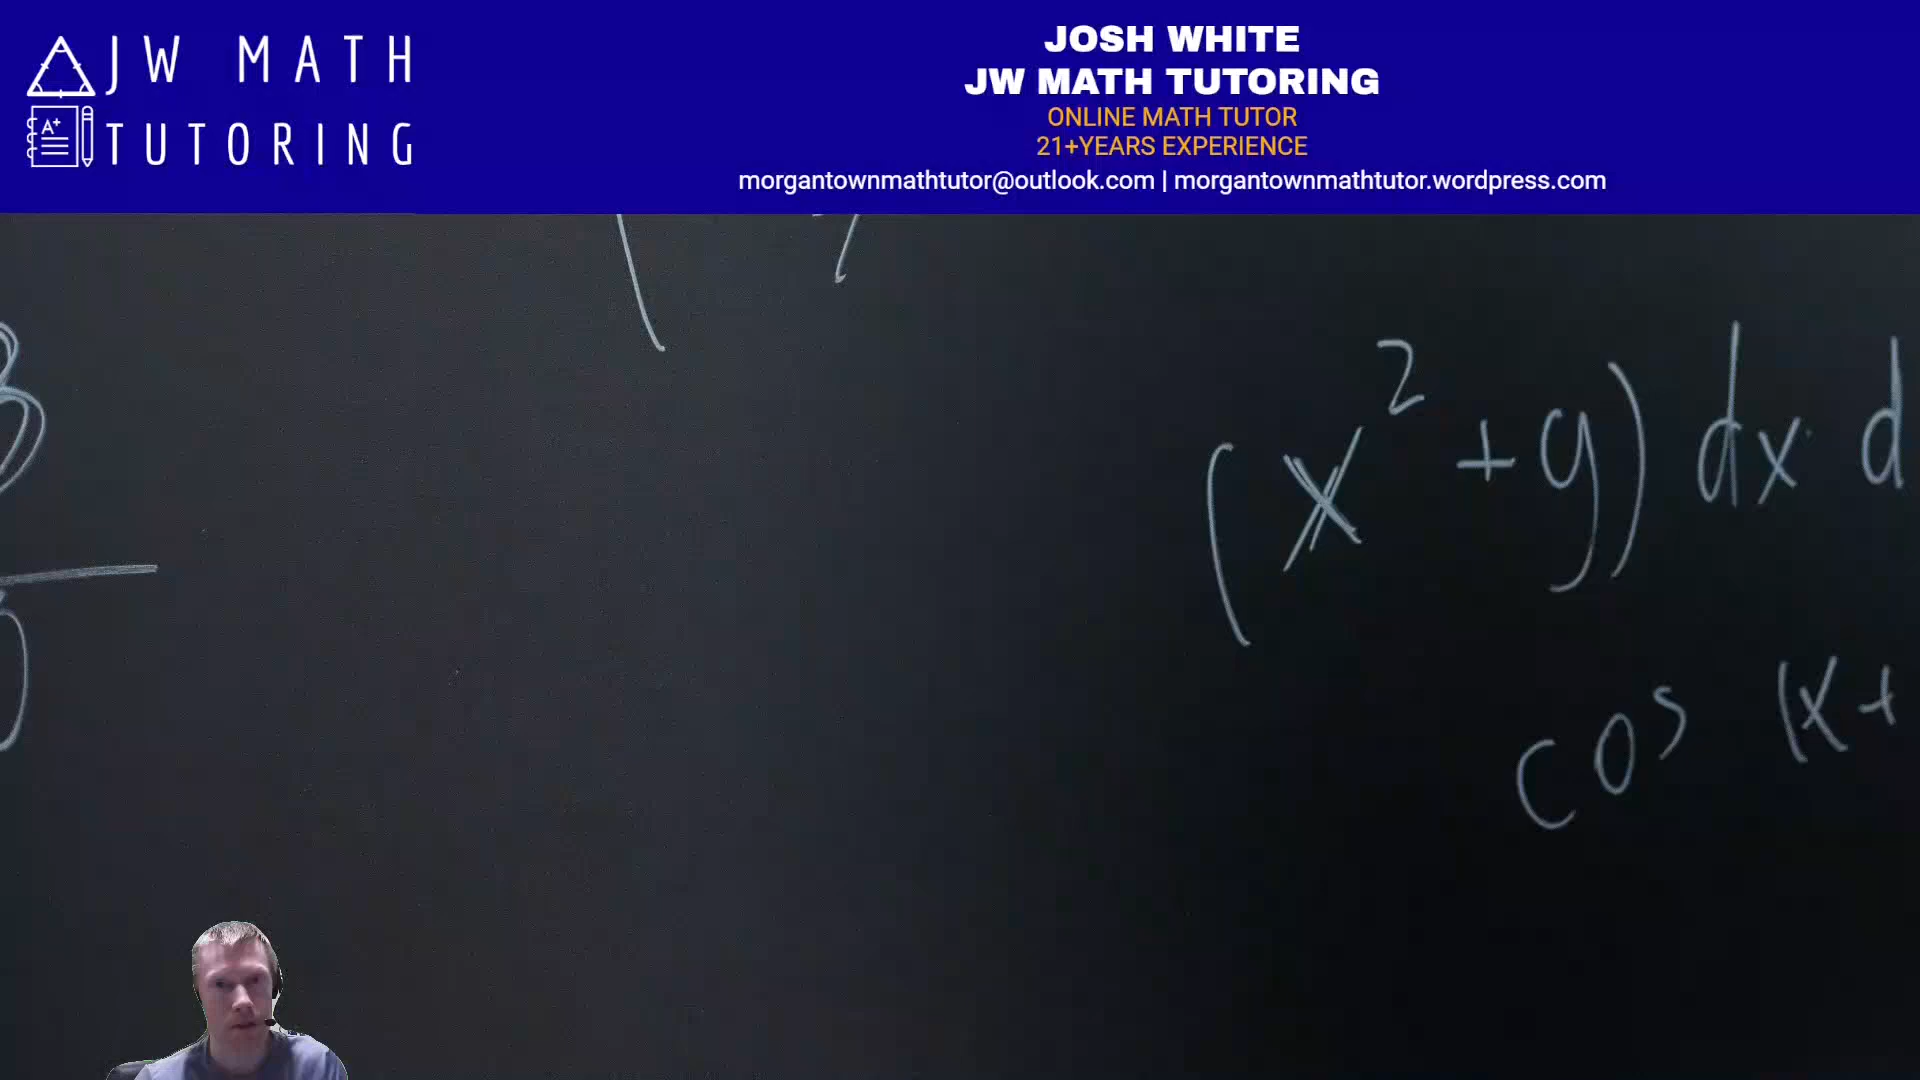 JW MATH
A+
TUTORING
JOSH WHITE
JW MATH TUTORING
ONLINE MATH TUTOR
21+YEARS EXPERIENCE
morgantownmathtutor@outlook.com | morgantownmathtutor.wordpress.com
(x²+y) dx d
cos (x+